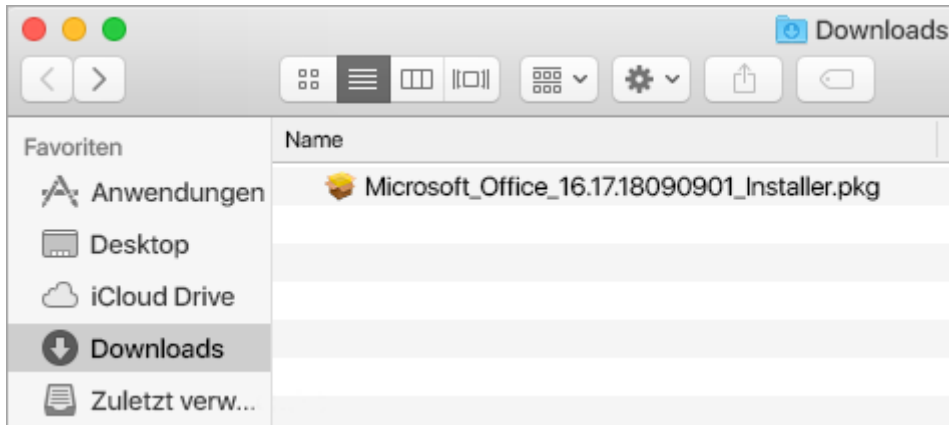 Downloads
Favoriten
Name
Anwendungen
Microsoft_Office_16.17.18090901_Installer.pkg
Desktop
iCloud Drive
Downloads
Zuletzt verw...